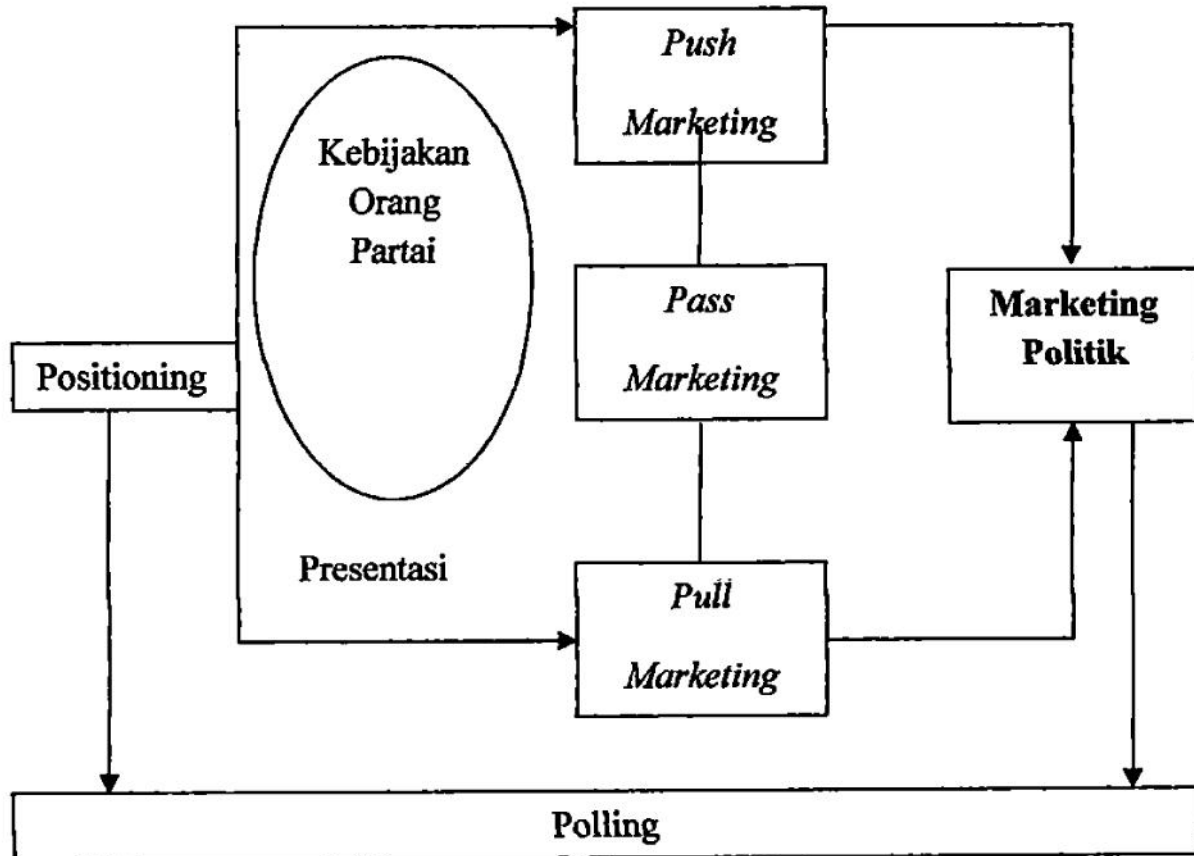 Push
Marketing
Kebijakan
Orang
Partai
Pass
Marketing
Marketing
Politik
Positioning
Presentasi
Pull
Marketing
Polling